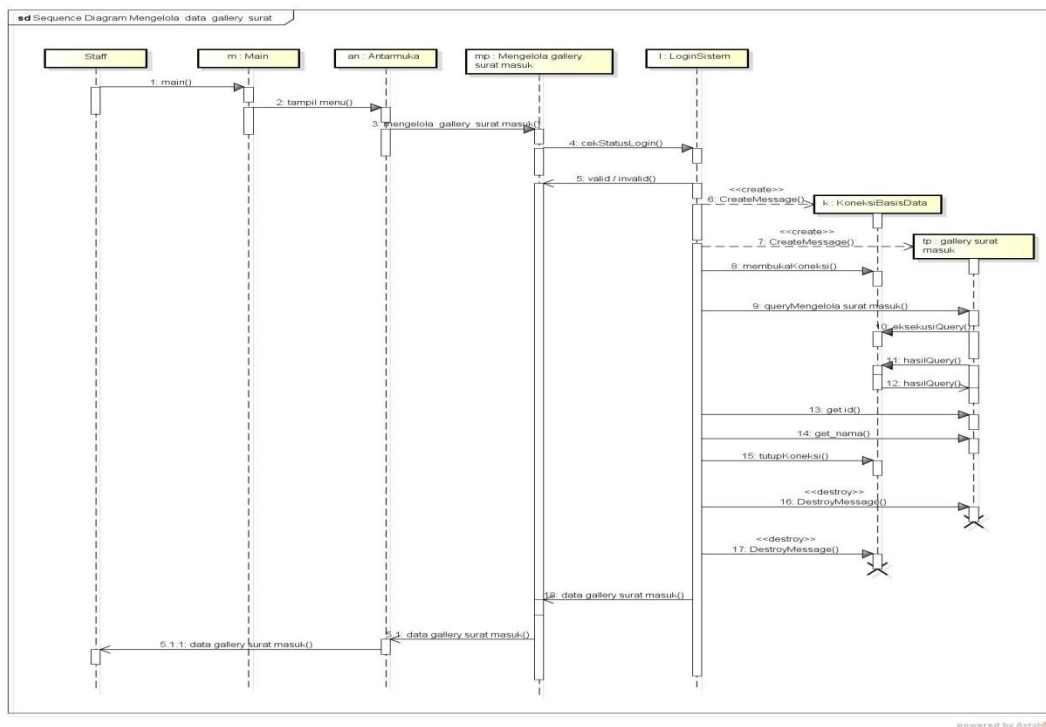 sd Sequence Diagram Mengelola data gallery surat
Staff
m : Main
an : Antarmuka
mp : Mengelola gallery
surat masuk
l : LoginSistem
1: main()
2: tampil menu()
3: mengelola gallery surat masuk()
4: cekStatusLogin()
5: valid / invalid()
<<create>>
6: CreateMessage()
k : KoneksiBasisData
<<create>>
7: CreateMessage()
tp : gallery surat
masuk
8: membukaKoneksi()
9: queryMengelola surat masuk()
10: eksekusiQuery()
11: hasilQuery()
12: hasilQuery()
13: get id()
14: get_nama()
15: tutupKoneksi()
<<destroy>>
16: DestroyMessage()
<<destroy>>
17: DestroyMessage()
18: data gallery surat masuk()
5.1: data gallery surat masuk()
5.1.1: data gallery surat masuk()
powered by